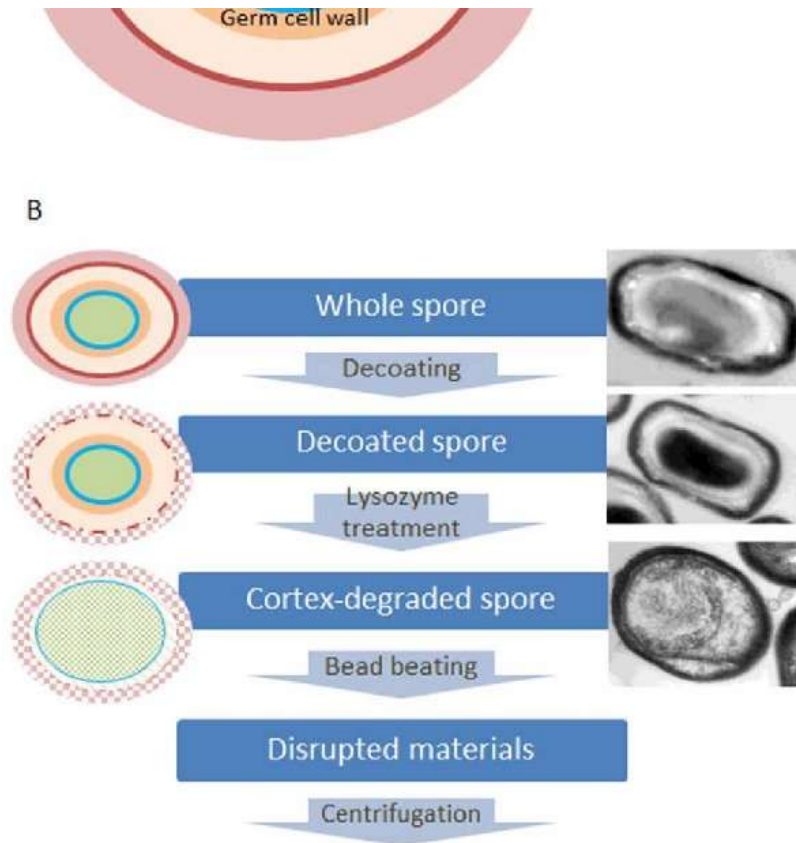 Germ cell wall
B
Whole spore
Decoating
Decoated spore
Lysozyme
treatment
Cortex-degraded spore
Bead beating
Disrupted materials
Centrifugation